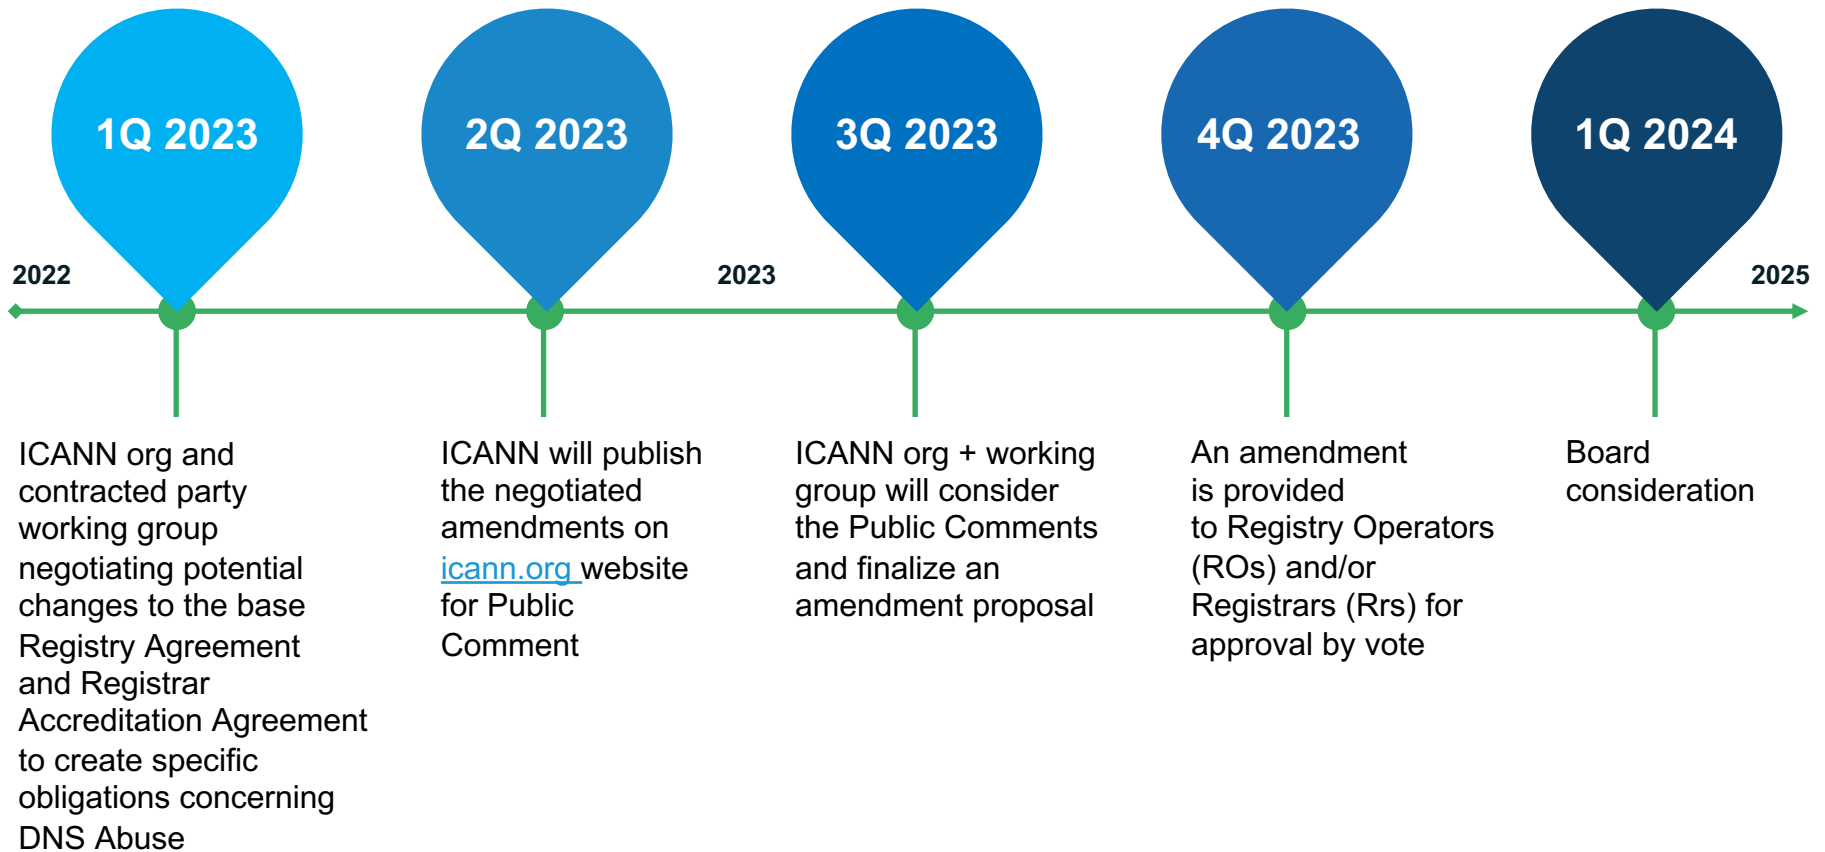 1Q 2023
2Q 2023
3Q 2023
4Q 2023
1Q 2024
2022
2023
2025
ICANN org and
contracted party
working group
negotiating potential
changes to the base
Registry Agreement
and Registrar
Accreditation Agreement
to create specific
obligations concerning
DNS Abuse
ICANN will publish
the negotiated
amendments on
icann.org website
for Public
Comment
ICANN org + working
group will consider
the Public Comments
and finalize an
amendment proposal
An amendment
is provided
to Registry Operators
(ROs) and/or
Registrars (Rrs) for
approval by vote
Board
consideration